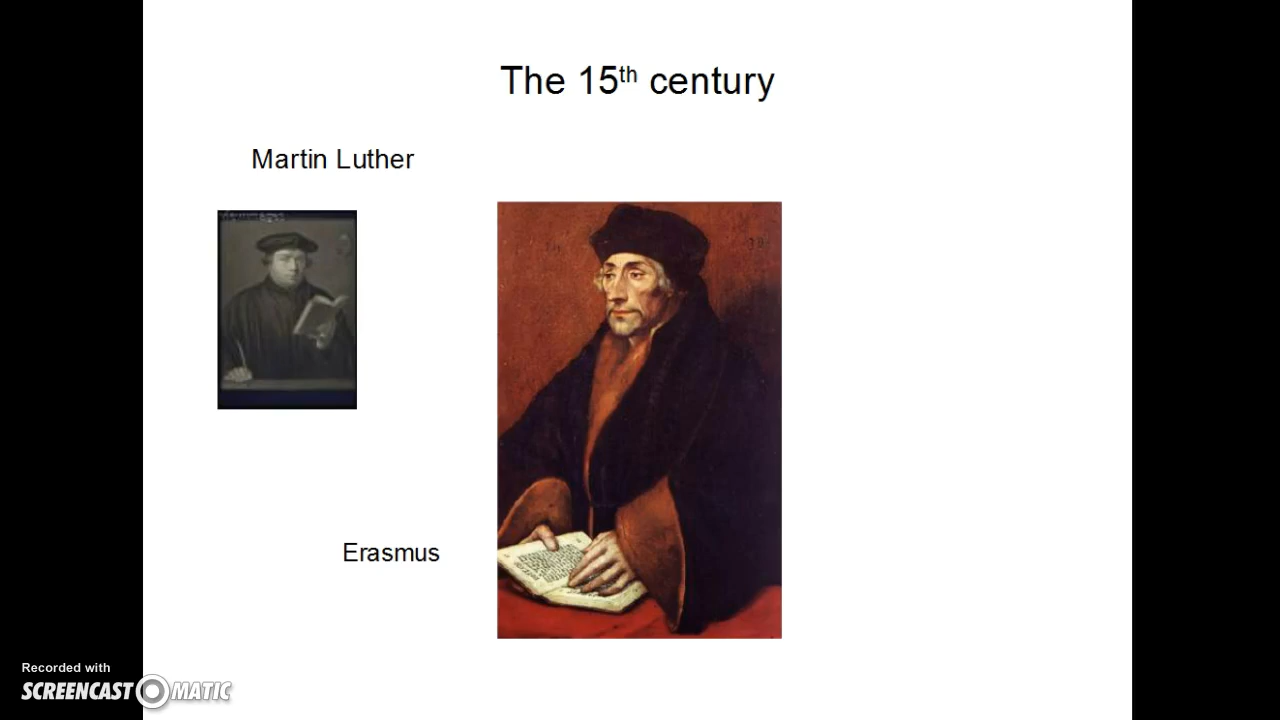 The 15th century
Martin Luther
Erasmus
Recorded with
SCREENCAST MATIC